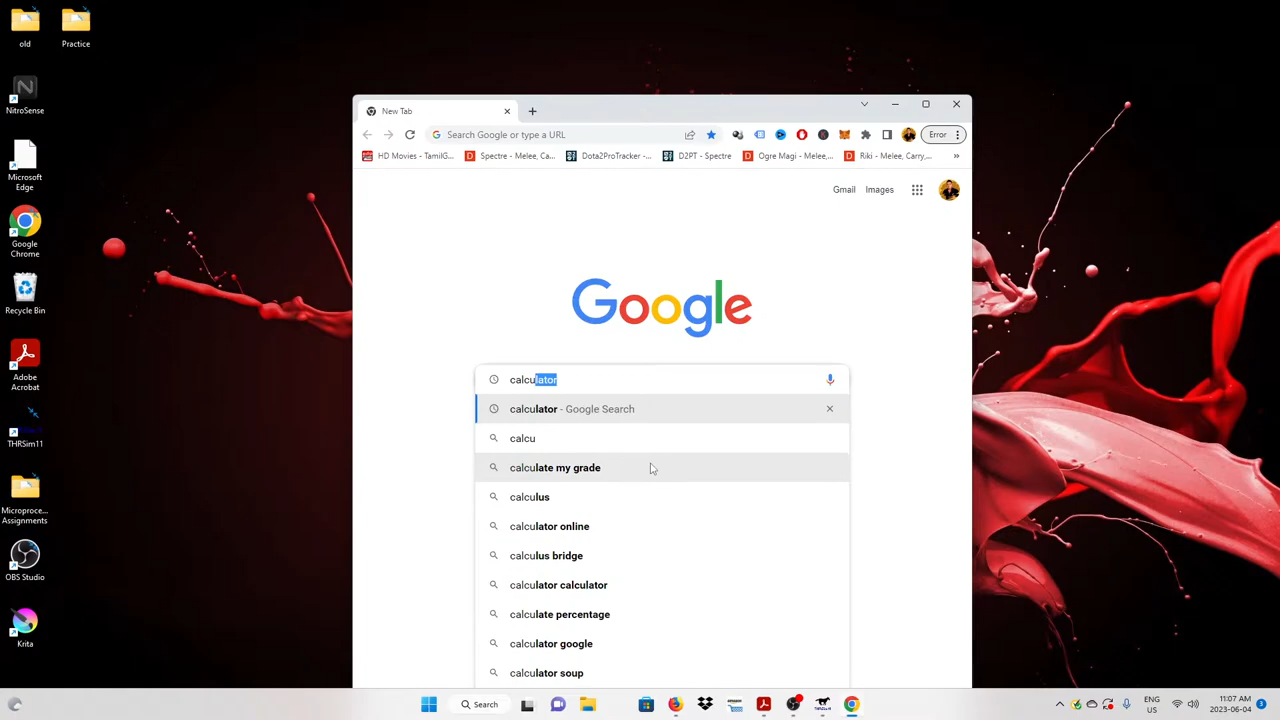 old
Practice
NitroSense
Microsoft
Edge
Google
Chrome
Recycle Bin
Adobe
Acrobat
THRSim11
Microproce...
Assignments
OBS Studio
Krita
New Tab
Search Google or type a URL
Error
HD Movies - TamilG...
Spectre - Melee, Ca...
Dota2ProTracker -...
D2PT - Spectre
Ogre Magi - Melee,...
Riki - Melee, Carry,...
»
Gmail
Images
Google
calculator
calculator - Google Search
calcu
calculate my grade
calculus
calculator online
calculus bridge
calculator calculator
calculate percentage
calculator google
calculator soup
Search
ENG
US
11:07 AM
2023-06-04
3